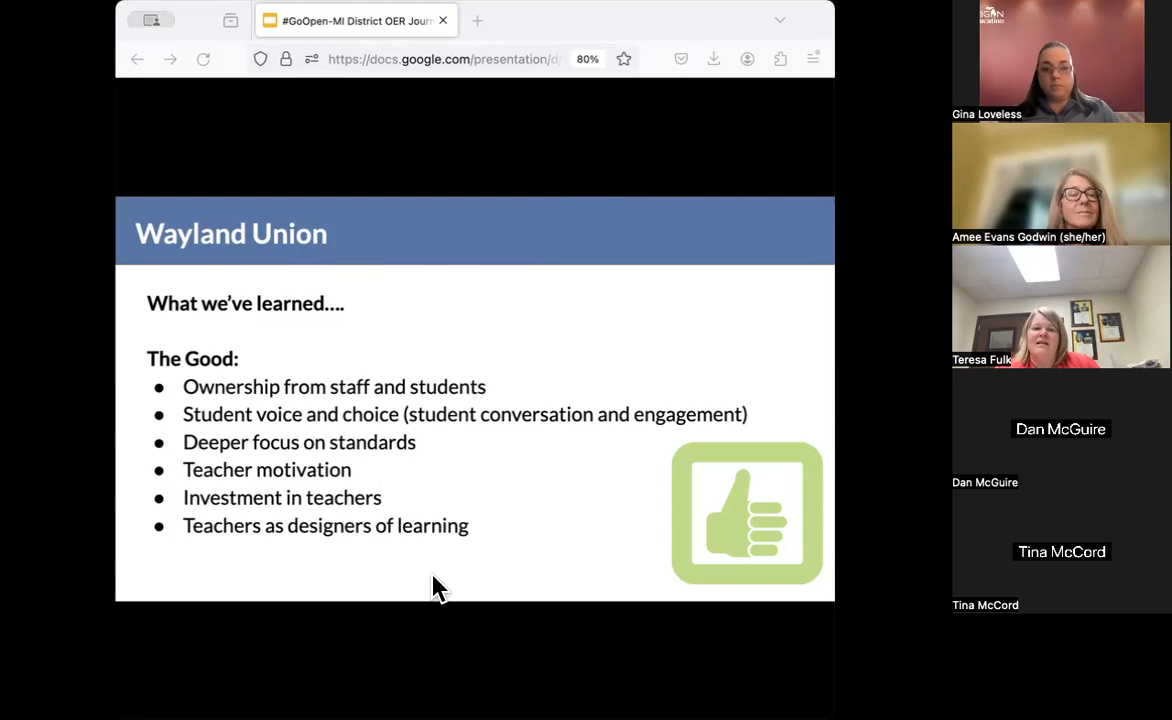 #GoOpen-MI District OER Jour
https://docs.google.com/presentation/d/
80%
Wayland Union
What we've learned....
The Good:
● Ownership from staff and students
● Student voice and choice (student conversation and engagement)
● Deeper focus on standards
● Teacher motivation
● Investment in teachers
● Teachers as designers of learning
Gina Loveless
Amee Evans Godwin (she/her)
Teresa Fulk
Dan McGuire
Dan McGuire
Tina McCord
Tina McCord